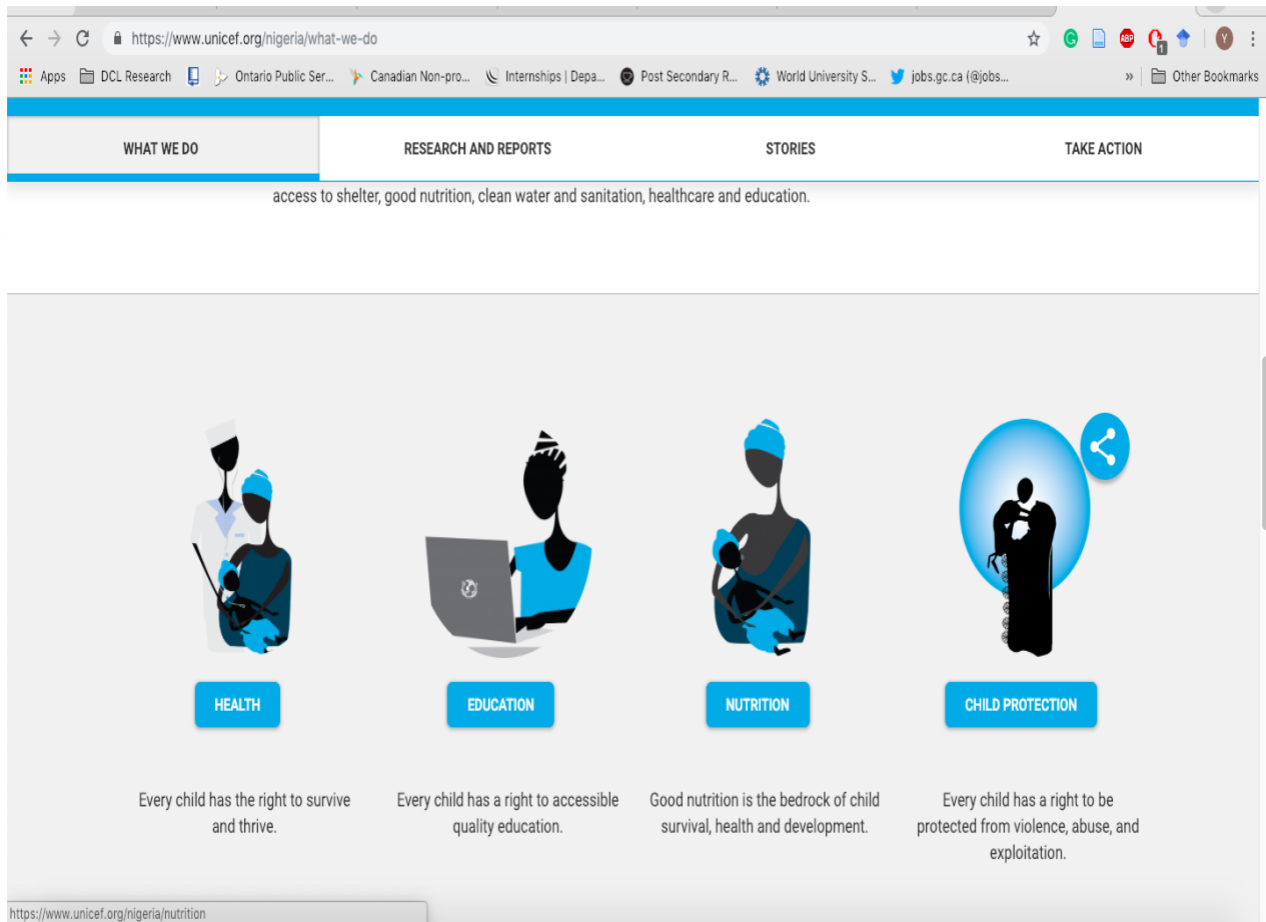 https://www.unicef.org/nigeria/what-we-do
ABP
1
Y
Apps
DCL Research
Ontario Public Ser...
Canadian Non-pro...
Internships | Depa...
Post Secondary R...
World University S...
jobs.gc.ca (@jobs...
»
Other Bookmarks
WHAT WE DO
RESEARCH AND REPORTS
STORIES
TAKE ACTION
access to shelter, good nutrition, clean water and sanitation, healthcare and education.
HEALTH
EDUCATION
NUTRITION
CHILD PROTECTION
Every child has the right to survive
and thrive.
Every child has a right to accessible
quality education.
Good nutrition is the bedrock of child
survival, health and development.
Every child has a right to be
protected from violence, abuse, and
exploitation.
https://www.unicef.org/nigeria/nutrition